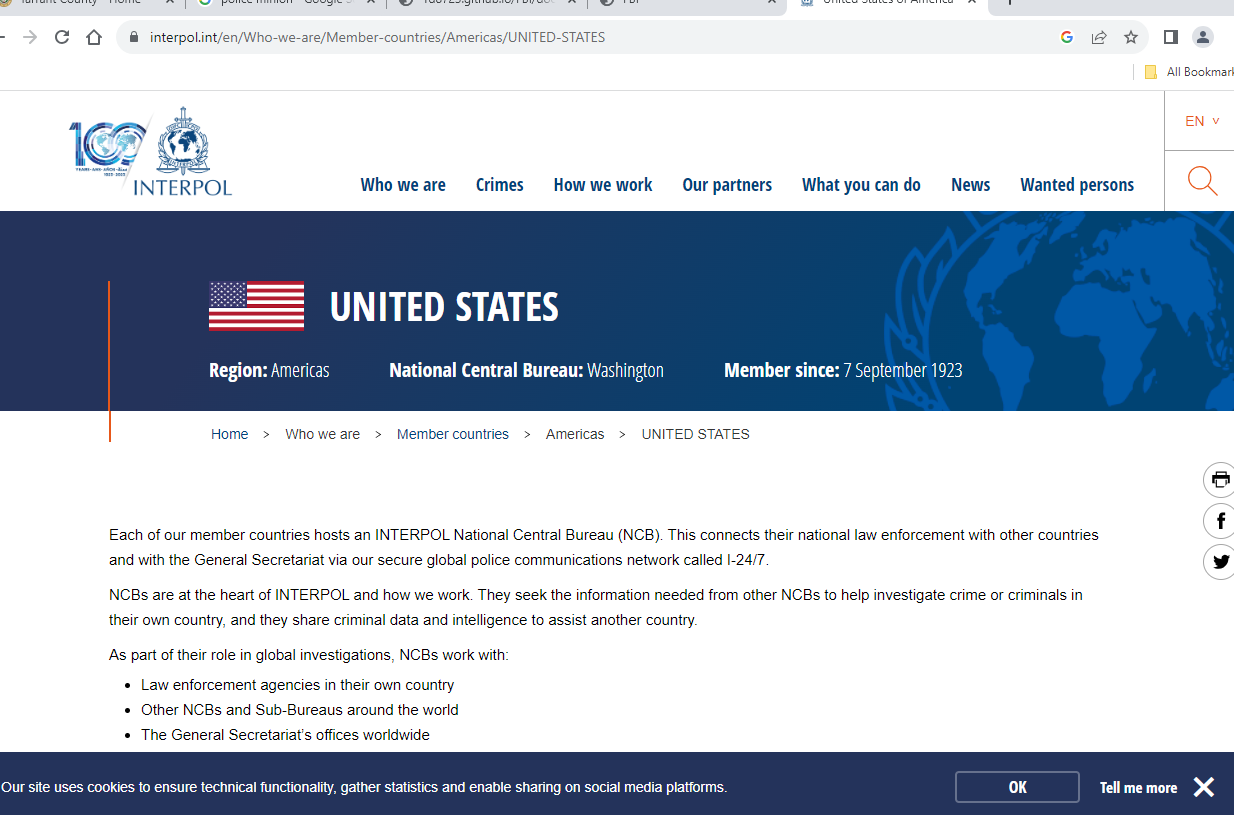 Tarrant County - Home
police minion - Google S
FBI
United States of America
interpol.int/en/Who-we-are/Member-countries/Americas/UNITED-STATES
All Bookmark
EN
100
INTERPOL
Who we are Crimes How we work Our partners What you can do News Wanted persons
UNITED STATES
Region: Americas National Central Bureau: Washington Member since: 7 September 1923
Home > Who we are > Member countries > Americas > UNITED STATES
Each of our member countries hosts an INTERPOL National Central Bureau (NCB). This connects their national law enforcement with other countries
and with the General Secretariat via our secure global police communications network called I-24/7.
NCBs are at the heart of INTERPOL and how we work. They seek the information needed from other NCBs to help investigate crime or criminals in
their own country, and they share criminal data and intelligence to assist another country.
As part of their role in global investigations, NCBs work with:
• Law enforcement agencies in their own country
• Other NCBs and Sub-Bureaus around the world
• The General Secretariat's offices worldwide
Our site uses cookies to ensure technical functionality, gather statistics and enable sharing on social media platforms.
OK Tell me more